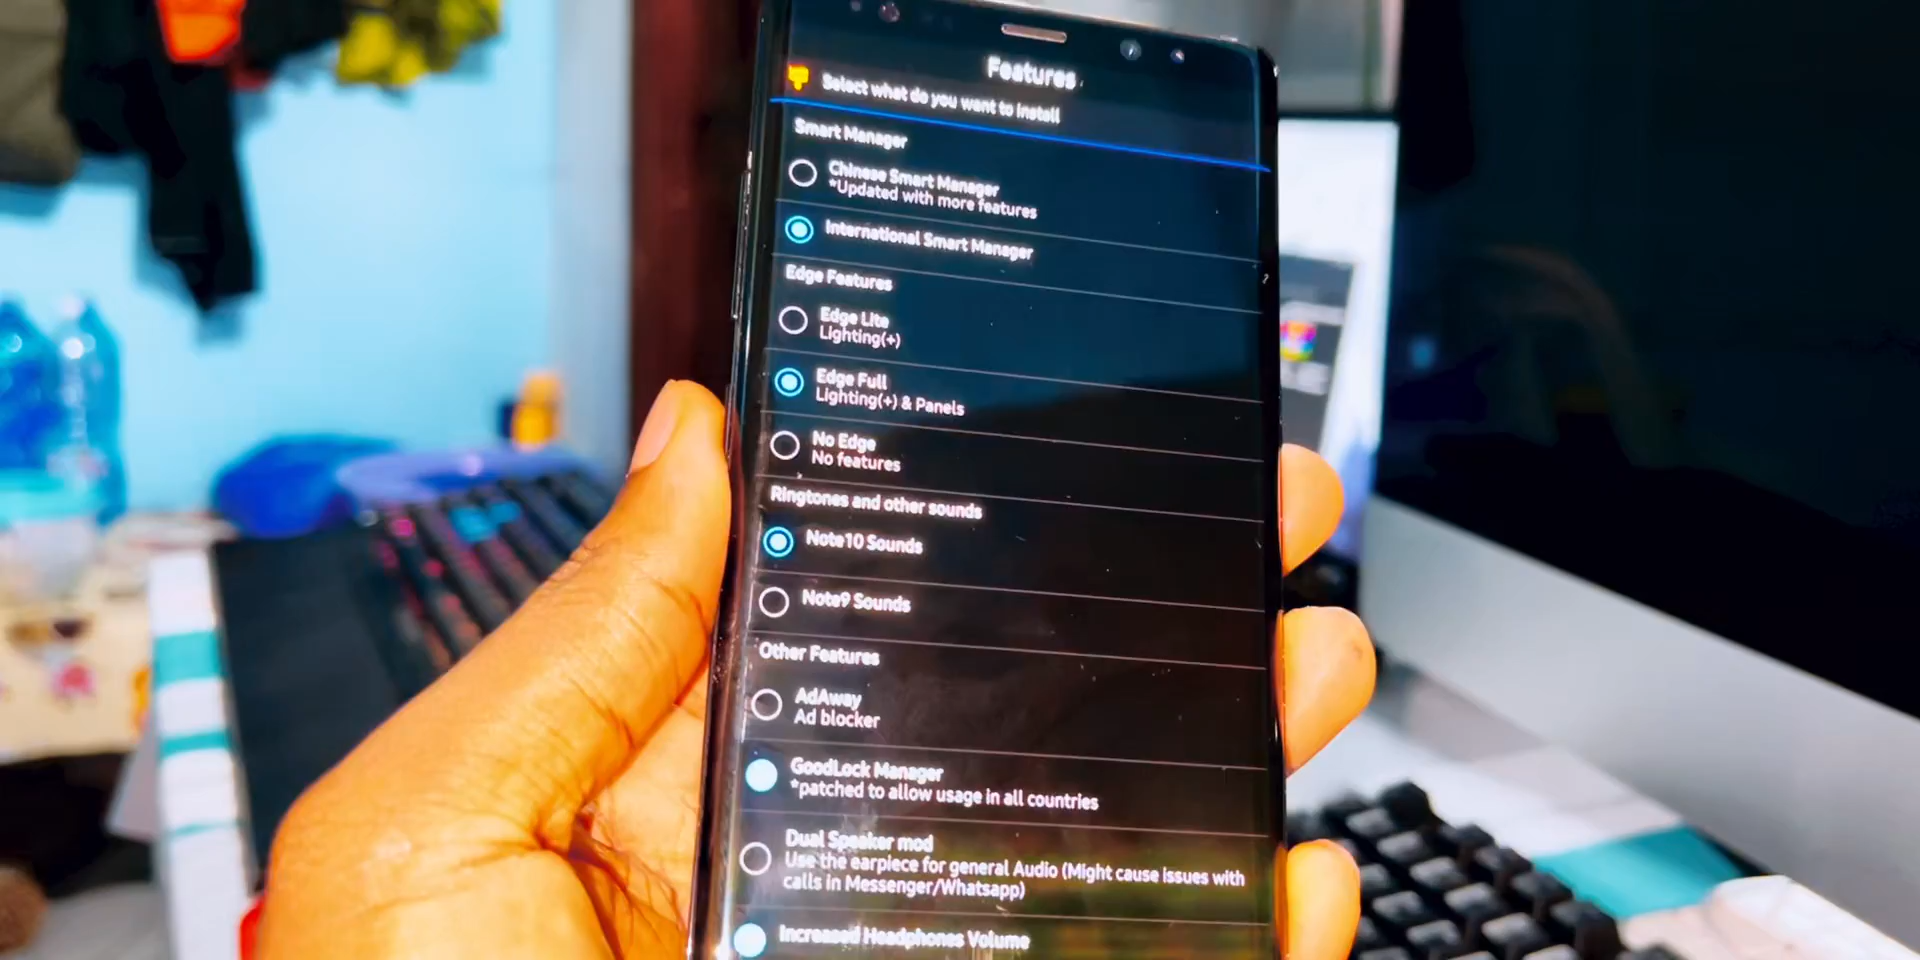 Features
Select what do you want to install
Smart Manager
Chinese Smart Manager
*Updated with more features
International Smart Manager
Edge Features
Edge Lite
Lighting(+)
Edge Full
Lighting(+) & Panels
No Edge
No features
Ringtones and other sounds
Note10 Sounds
Note9 Sounds
Other Features
AdAway
Ad blocker
GoodLock Manager
*patched to allow usage in all countries
Dual Speaker mod
Use the earpiece for general Audio (Might cause issues with
calls in Messenger/Whatsapp)
Increased Headphones Volume